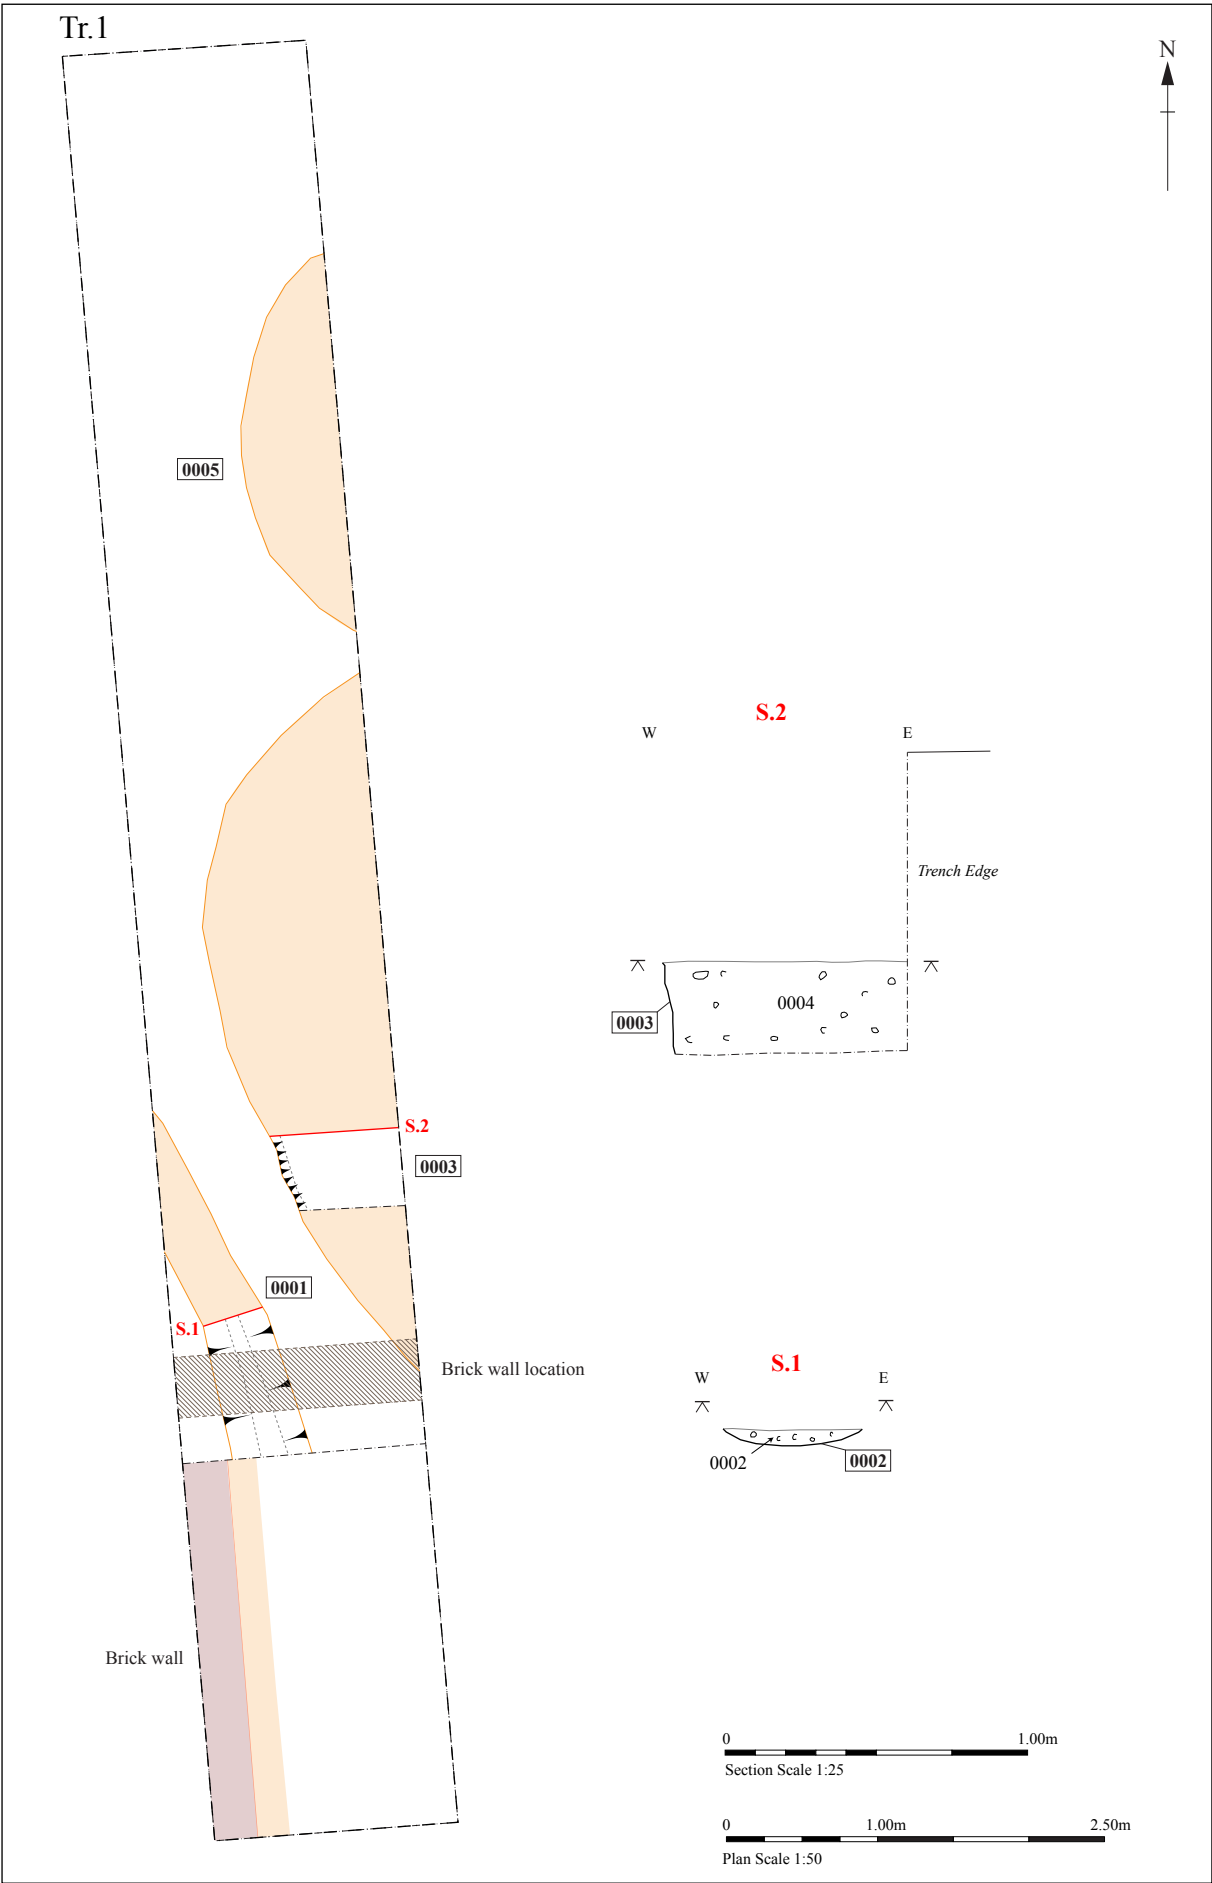 Tr.1
N
0005
S.2
W E
Trench Edge
0004
0003
S.2
0003
0001
S.1
Brick wall location
S.1
W E
0002 0002
Brick wall
0 1.00m
Section Scale 1:25
0 1.00m 2.50m
Plan Scale 1:50